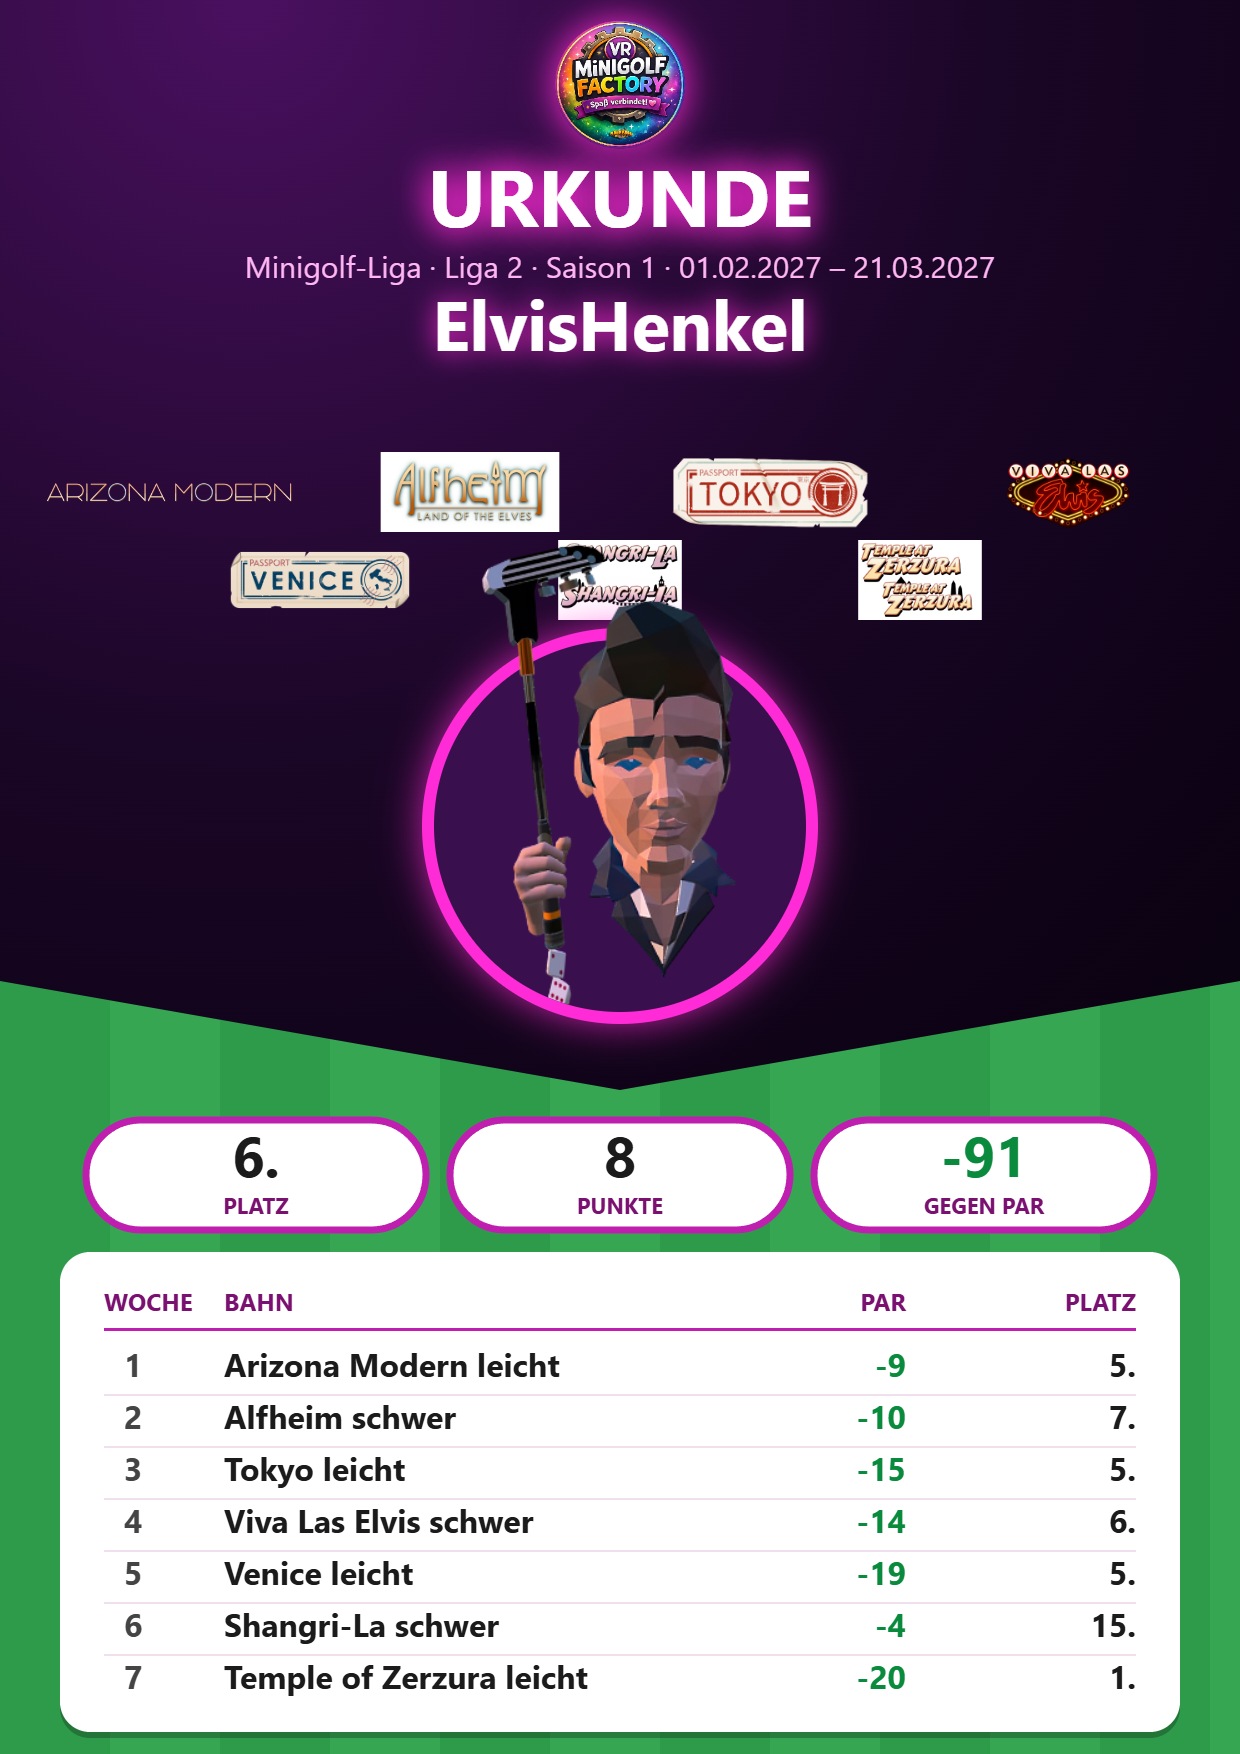 VR
MiNiGOLF
FACTORY
Spaß verbindet!
URKUNDE
Minigolf-Liga · Liga 2 · Saison 1 · 01.02.2027 – 21.03.2027
ElvisHenkel
ARIZONA MODERN
Alfheim
LAND OF THE ELVES
PASSPORT
TOKYO
VIVA LAS
Elvis
PASSPORT
VENICE
SHANGRI-LA
TEMPLE AT
ZERZURA
TEMPLE AT
ZERZURA
6.
PLATZ
8
PUNKTE
-91
GEGEN PAR
WOCHE BAHN PAR PLATZ
1 Arizona Modern leicht -9 5.
2 Alfheim schwer -10 7.
3 Tokyo leicht -15 5.
4 Viva Las Elvis schwer -14 6.
5 Venice leicht -19 5.
6 Shangri-La schwer -4 15.
7 Temple of Zerzura leicht -20 1.